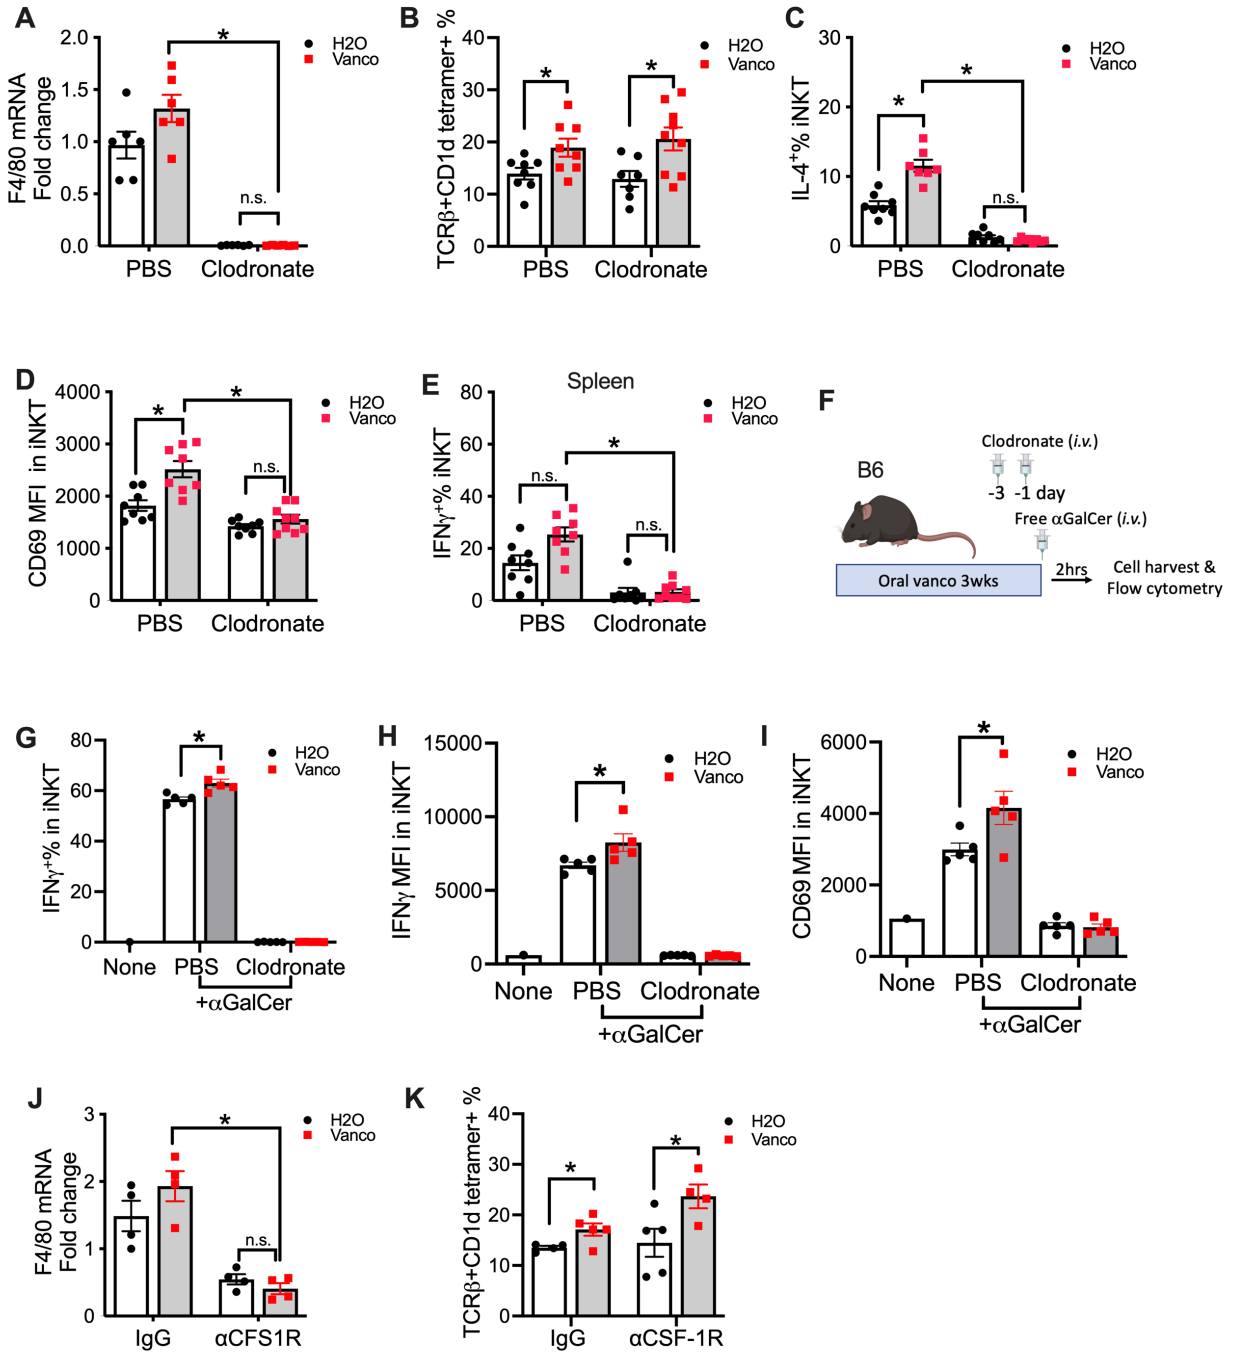 A
F4/80 mRNA
Fold change
2.0
1.5
1.0
0.5
0.0
*
n.s.
H2O
Vanco
PBS
Clodronate
B
TCRβ+CD1d tetramer+ %
40
30
20
10
0
*
*
H2O
Vanco
PBS
Clodronate
C
IL-4+% iNKT
30
20
10
0
*
*
n.s.
H2O
Vanco
PBS
Clodronate
D
CD69 MFI in iNKT
4000
3000
2000
1000
0
*
*
n.s.
H2O
Vanco
PBS
Clodronate
E
Spleen
IFNγ+% iNKT
80
60
40
20
0
n.s.
*
n.s.
H2O
Vanco
PBS
Clodronate
F
B6
Clodronate (i.v.)
-3 -1 day
Free αGalCer (i.v.)
Oral vanco 3wks
2hrs
Cell harvest &
Flow cytometry
G
IFNγ+% in iNKT
80
60
40
20
0
*
H2O
Vanco
None
PBS
Clodronate
+αGalCer
H
IFNγ MFI in iNKT
15000
10000
5000
0
*
H2O
Vanco
None
PBS
Clodronate
+αGalCer
I
CD69 MFI in iNKT
6000
4000
2000
0
*
H2O
Vanco
None
PBS
Clodronate
+αGalCer
J
F4/80 mRNA
Fold change
3
2
1
0
*
n.s.
H2O
Vanco
IgG
αCFS1R
K
TCRβ+CD1d tetramer+ %
40
30
20
10
0
*
*
H2O
Vanco
IgG
αCSF-1R